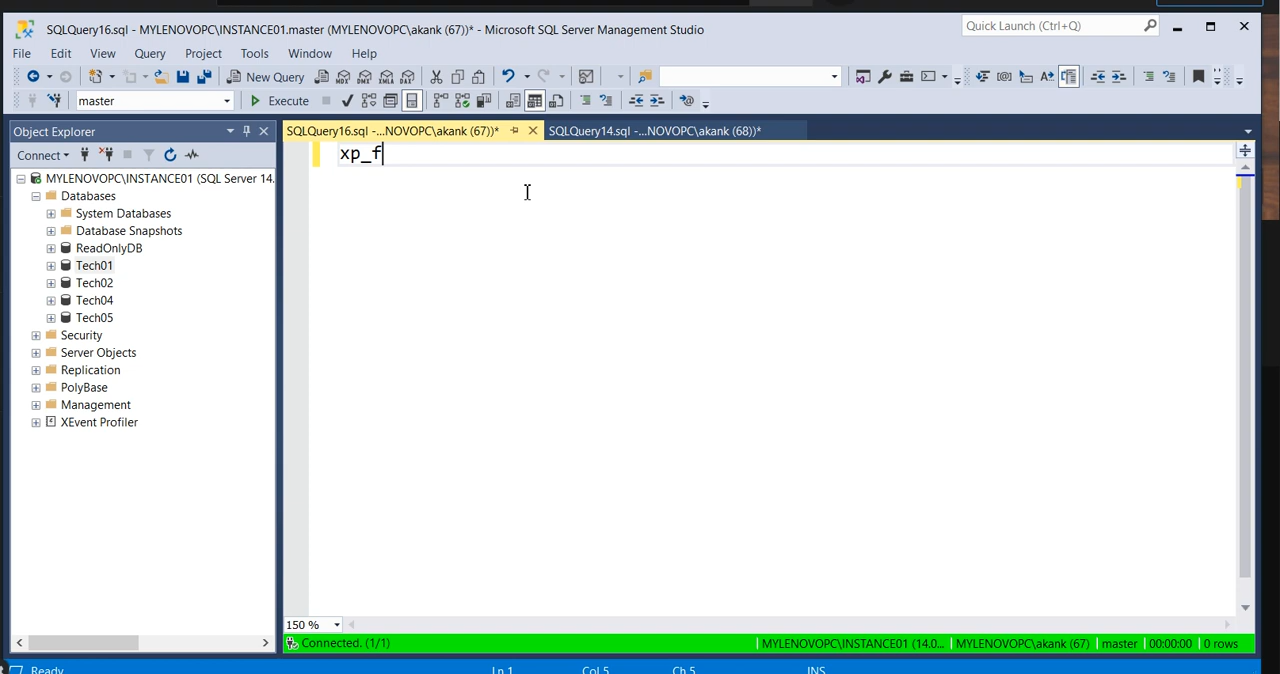 SQLQuery16.sql - MYLENOVOPC\INSTANCE01.master (MYLENOVOPC\akank (67))* - Microsoft SQL Server Management Studio
Quick Launch (Ctrl+Q)
File Edit View Query Project Tools Window Help
New Query
MDX DMX XMLA DAX
master
Execute
Object Explorer
SQLQuery16.sql -...NOVOPC\akank (67))*
SQLQuery14.sql -...NOVOPC\akank (68))*
Connect
xp_f
MYLENOVOPC\INSTANCE01 (SQL Server 14.
Databases
System Databases
Database Snapshots
ReadOnlyDB
Tech01
Tech02
Tech04
Tech05
Security
Server Objects
Replication
PolyBase
Management
XEvent Profiler
150 %
Connected. (1/1)
MYLENOVOPC\INSTANCE01 (14.0... MYLENOVOPC\akank (67) master 00:00:00 0 rows
Ready Ln 1 Col 5 Ch 5 INS